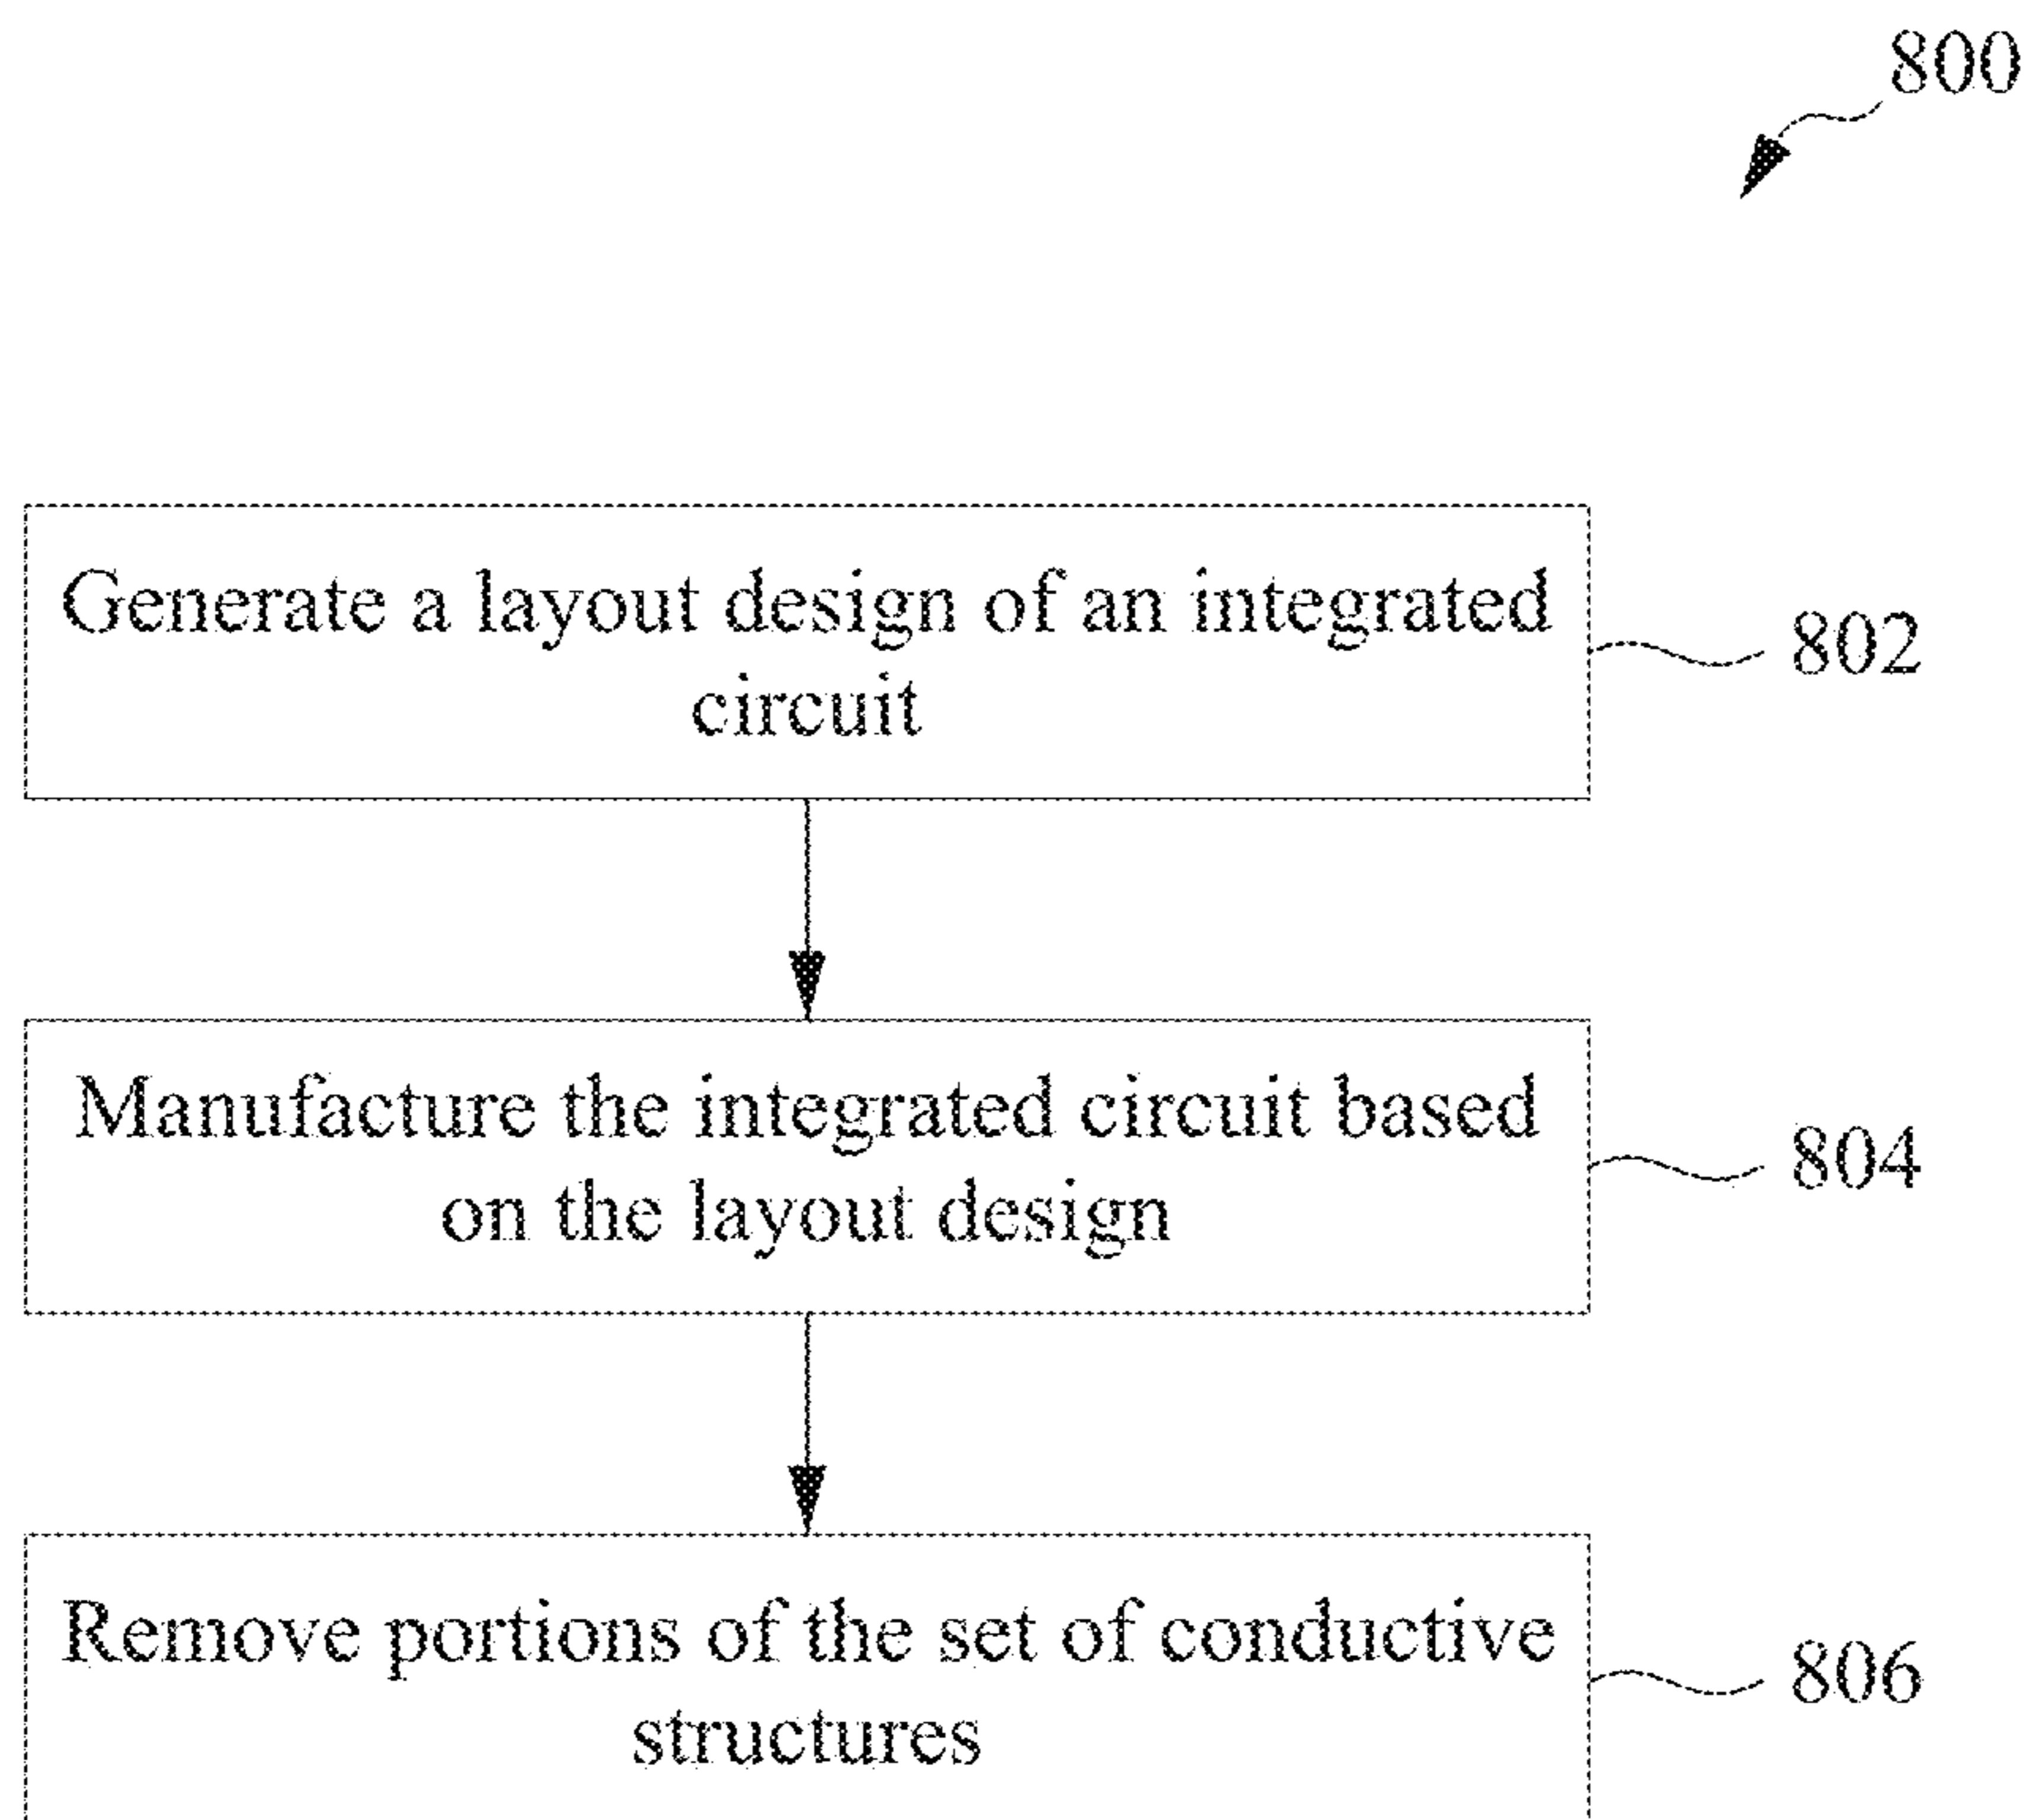 800
Generate a layout design of an integrated
circuit
802
Manufacture the integrated circuit based
on the layout design
804
Remove portions of the set of conductive
structures
806